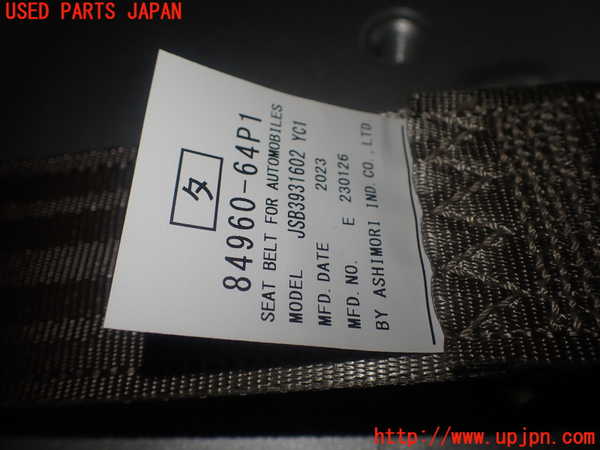 USED PARTS JAPAN
タ
84960-64P1
SEAT BELT FOR AUTOMOBILES
MODEL JSB3931602 YC1
MFD. DATE 2023
MFD. NO. E 230126
BY ASHIMORI IND. CO., LTD
http://www.upjpn.com/